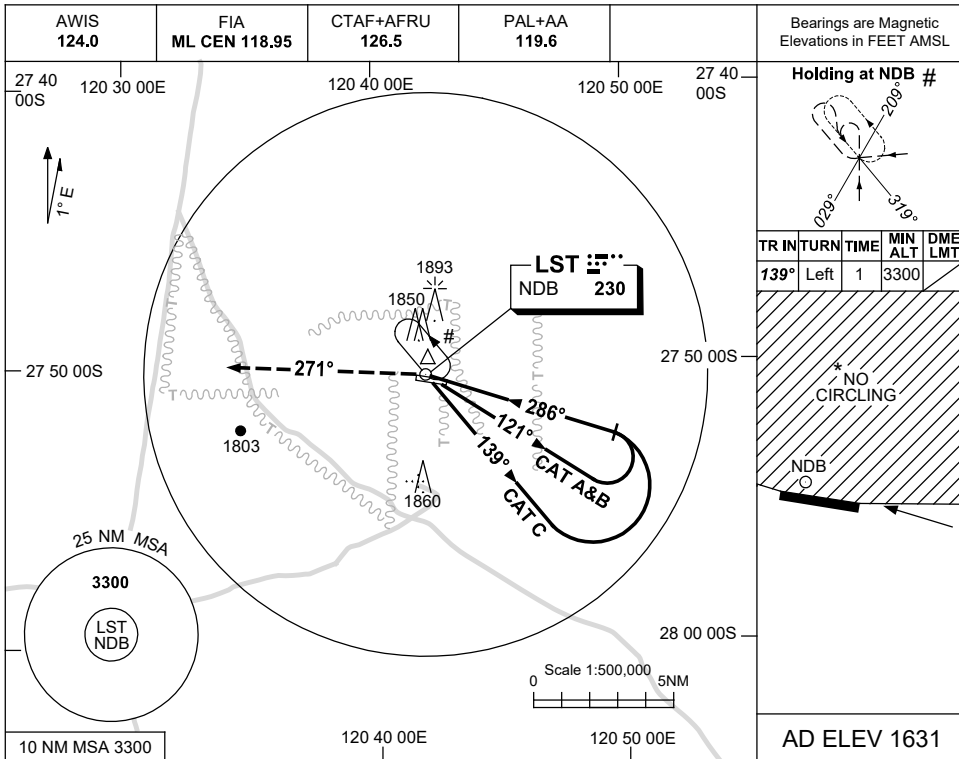 AWIS
124.0
FIA
ML CEN 118.95
CTAF+AFRU
126.5
PAL+AA
119.6
Bearings are Magnetic
Elevations in FEET AMSL
27 40
00S
120 30 00E
120 40 00E
120 50 00E
27 40
00S
Holding at NDB #
209°
029°
319°
1° E
TR IN TURN TIME MIN ALT DME LMT
139° Left 1 3300
LST
NDB 230
1893
1850
#
T
27 50 00S
27 50 00S
271°
286°
121°
CAT A&B
139°
CAT C
T
T
T
T
T
1803
1860
* NO
CIRCLING
NDB
25 NM MSA
3300
LST
NDB
28 00 00S
Scale 1:500,000
0 5NM
10 NM MSA 3300
120 40 00E
120 50 00E
AD ELEV 1631